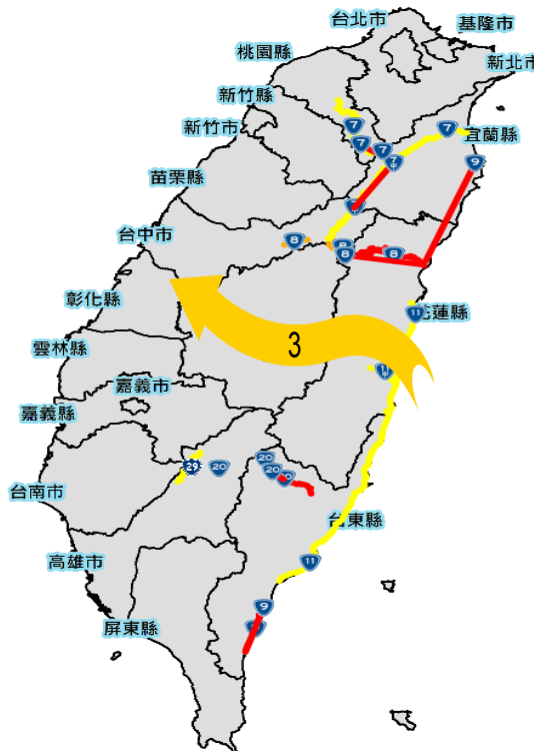 台北市
基隆市
桃園縣
新北市
新竹縣
7
7
宜蘭縣
新竹市
7
7
7甲
9
苗栗縣
台中市
8
8
8
8
彰化縣
11
花蓮縣
3
雲林縣
嘉義市
嘉義縣
20
29
20
20
台南市
台東縣
高雄市
11
9
屏東縣